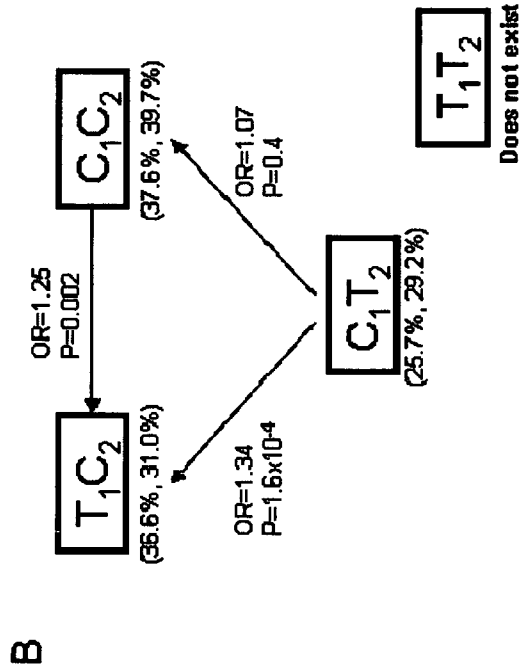 B
OR=1.25
P=0.002
T₁C₂
(36.6%, 31.0%)
C₁C₂
(37.6%, 39.7%)
OR=1.34
P=1.6x10⁻⁴
OR=1.07
P=0.4
C₁T₂
(25.7%, 29.2%)
T₁T₂
Does not exist